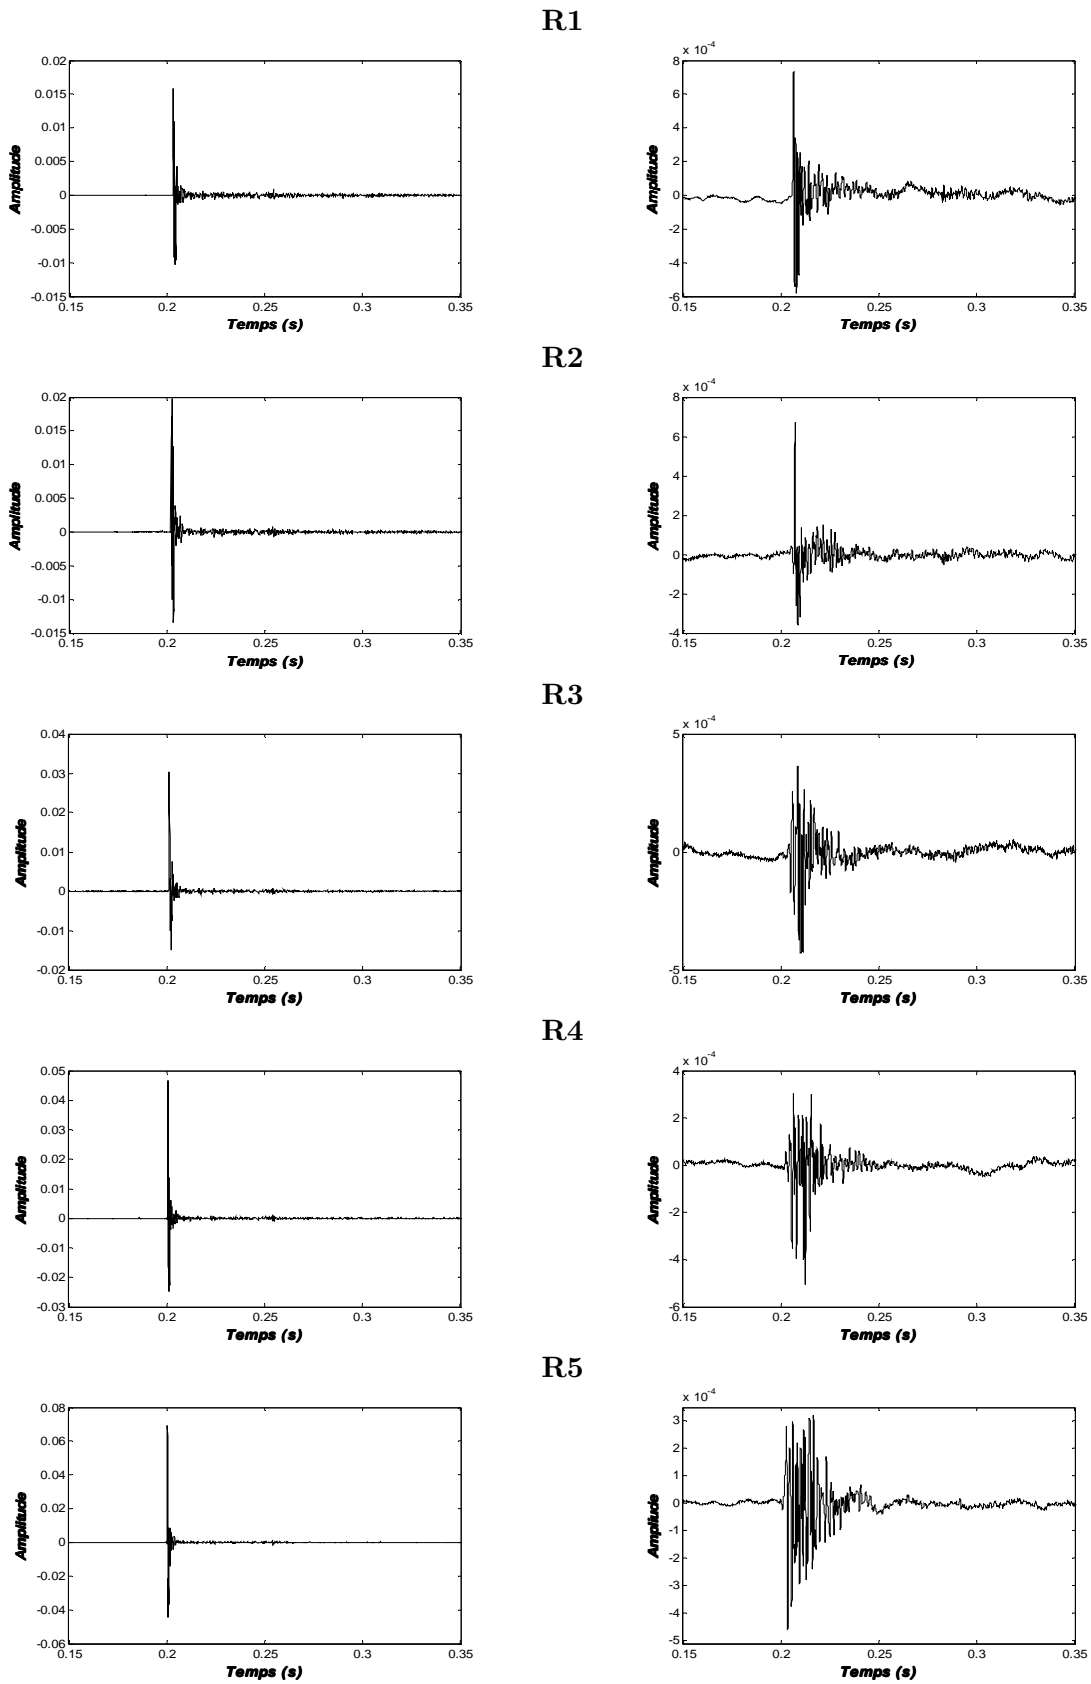 R1
0.02
0.015
0.01
0.005
0
-0.005
-0.01
-0.015
0.15 0.2 0.25 0.3 0.35
Temps (s)
Amplitude
x 10-4
8
6
4
2
0
-2
-4
-6
0.15 0.2 0.25 0.3 0.35
Temps (s)
Amplitude
R2
0.02
0.015
0.01
0.005
0
-0.005
-0.01
-0.015
0.15 0.2 0.25 0.3 0.35
Temps (s)
Amplitude
x 10-4
8
6
4
2
0
-2
-4
0.15 0.2 0.25 0.3 0.35
Temps (s)
Amplitude
R3
0.04
0.03
0.02
0.01
0
-0.01
-0.02
0.15 0.2 0.25 0.3 0.35
Temps (s)
Amplitude
x 10-4
5
0
-5
0.15 0.2 0.25 0.3 0.35
Temps (s)
Amplitude
R4
0.05
0.04
0.03
0.02
0.01
0
-0.01
-0.02
-0.03
0.15 0.2 0.25 0.3 0.35
Temps (s)
Amplitude
x 10-4
4
2
0
-2
-4
-6
0.15 0.2 0.25 0.3 0.35
Temps (s)
Amplitude
R5
0.08
0.06
0.04
0.02
0
-0.02
-0.04
-0.06
0.15 0.2 0.25 0.3 0.35
Temps (s)
Amplitude
x 10-4
3
2
1
0
-1
-2
-3
-4
-5
0.15 0.2 0.25 0.3 0.35
Temps (s)
Ampliude